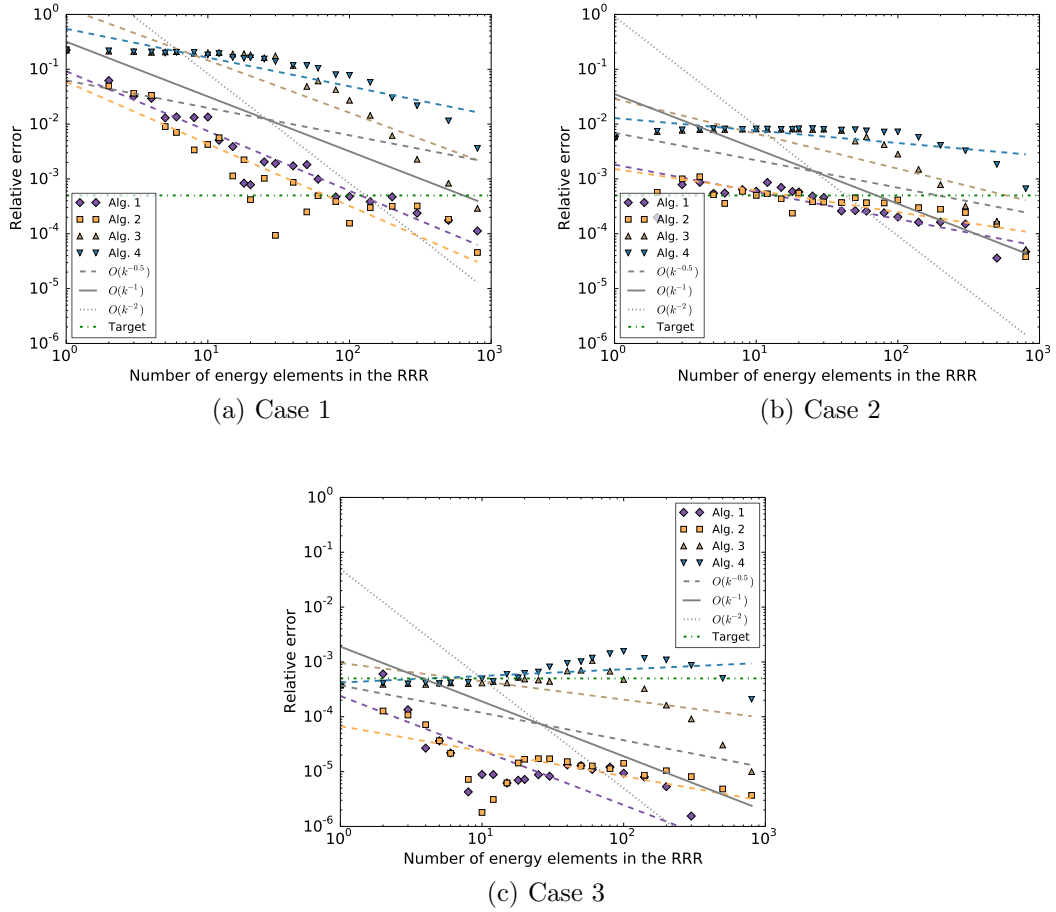 10^0
10^-1
10^-2
10^-3
10^-4
10^-5
10^-6
Relative error
Alg. 1
Alg. 2
Alg. 3
Alg. 4
O(k^-0.5)
O(k^-1)
O(k^-2)
Target
10^0 10^1 10^2 10^3
Number of energy elements in the RRR
(a) Case 1
10^0
10^-1
10^-2
10^-3
10^-4
10^-5
10^-6
Relative error
Alg. 1
Alg. 2
Alg. 3
Alg. 4
O(k^-0.5)
O(k^-1)
O(k^-2)
Target
10^0 10^1 10^2 10^3
Number of energy elements in the RRR
(b) Case 2
10^0
10^-1
10^-2
10^-3
10^-4
10^-5
10^-6
Relative error
Alg. 1
Alg. 2
Alg. 3
Alg. 4
O(k^-0.5)
O(k^-1)
O(k^-2)
Target
10^0 10^1 10^2 10^3
Number of energy elements in the RRR
(c) Case 3